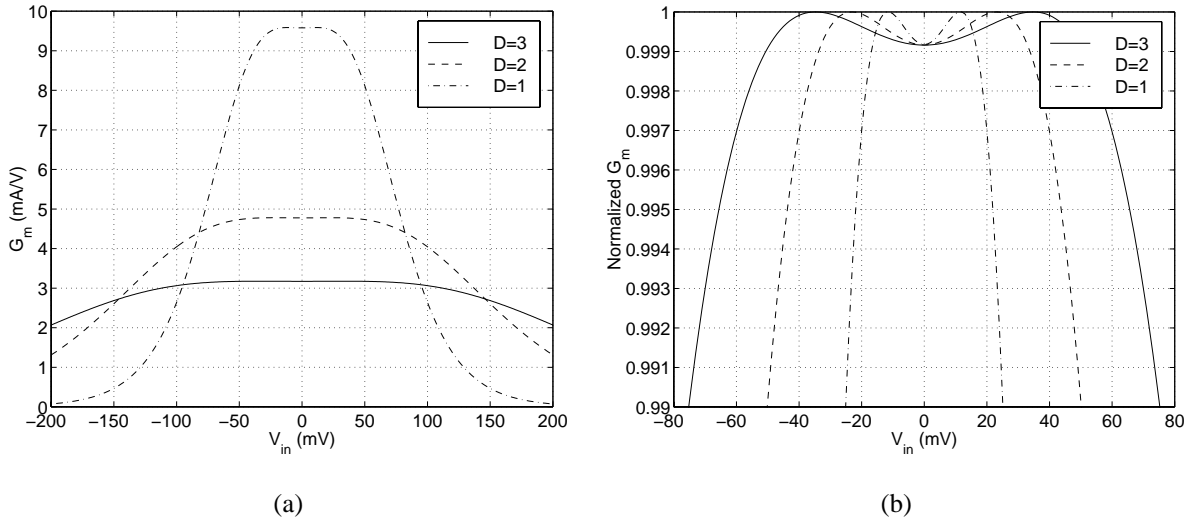 10
9
8
7
6
5
4
3
2
1
0
G_m (mA/V)
−200 −150 −100 −50 0 50 100 150 200
V_in (mV)
D=3
D=2
D=1
(a)
1
0.999
0.998
0.997
0.996
0.995
0.994
0.993
0.992
0.991
0.99
Normalized G_m
−80 −60 −40 −20 0 20 40 60 80
V_in (mV)
D=3
D=2
D=1
(b)